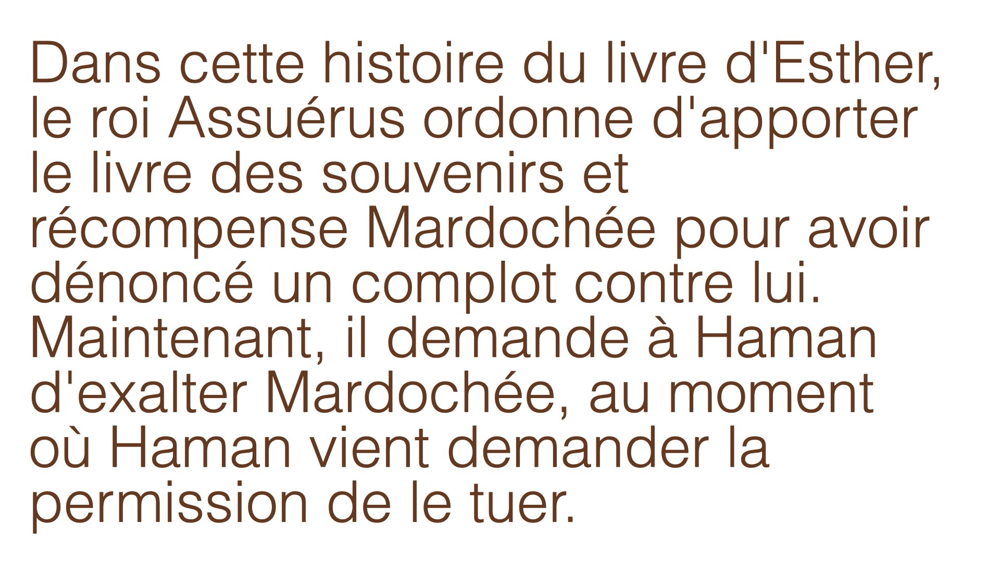 Dans cette histoire du livre d'Esther,
le roi Assuérus ordonne d'apporter
le livre des souvenirs et
récompense Mardochée pour avoir
dénoncé un complot contre lui.
Maintenant, il demande à Haman
d'exalter Mardochée, au moment
où Haman vient demander la
permission de le tuer.